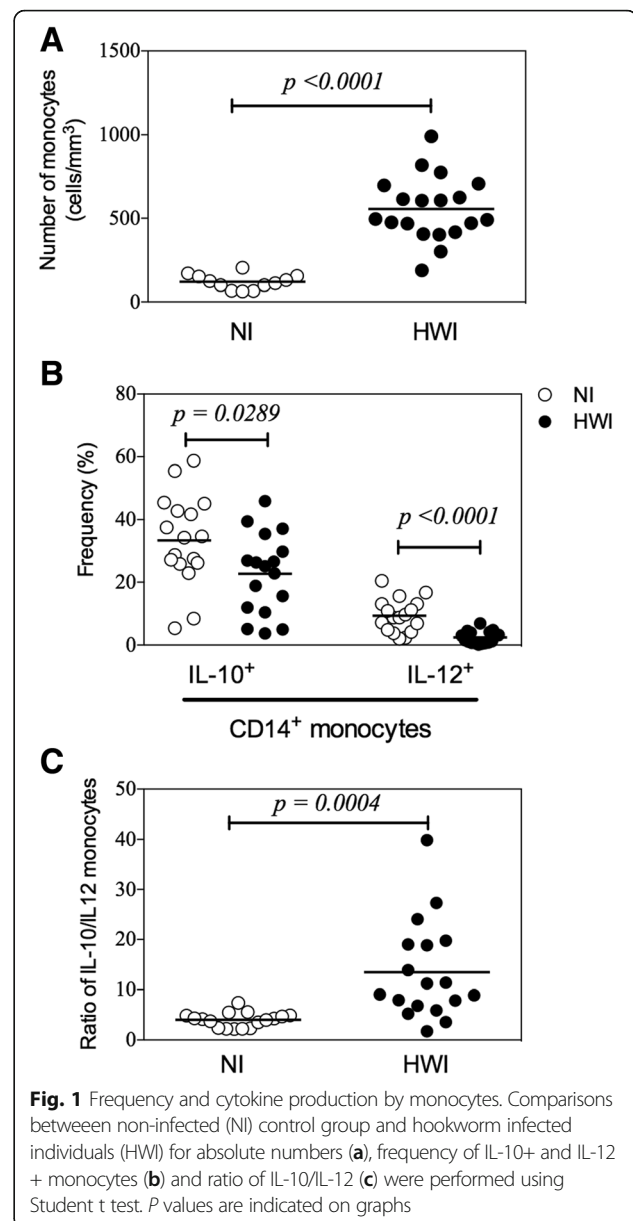 A
1500
1000
500
0
Number of monocytes
(cells/mm³)
p <0.0001
NI
HWI
B
80
60
40
20
0
Frequency (%)
p = 0.0289
p <0.0001
NI
HWI
IL-10⁺
IL-12⁺
CD14⁺ monocytes
C
50
40
30
20
10
0
Ratio of IL-10/IL12 monocytes
p = 0.0004
NI
HWI
Fig. 1 Frequency and cytokine production by monocytes. Comparisons
betweeen non-infected (NI) control group and hookworm infected
individuals (HWI) for absolute numbers (a), frequency of IL-10+ and IL-12
+ monocytes (b) and ratio of IL-10/IL-12 (c) were performed using
Student t test. P values are indicated on graphs